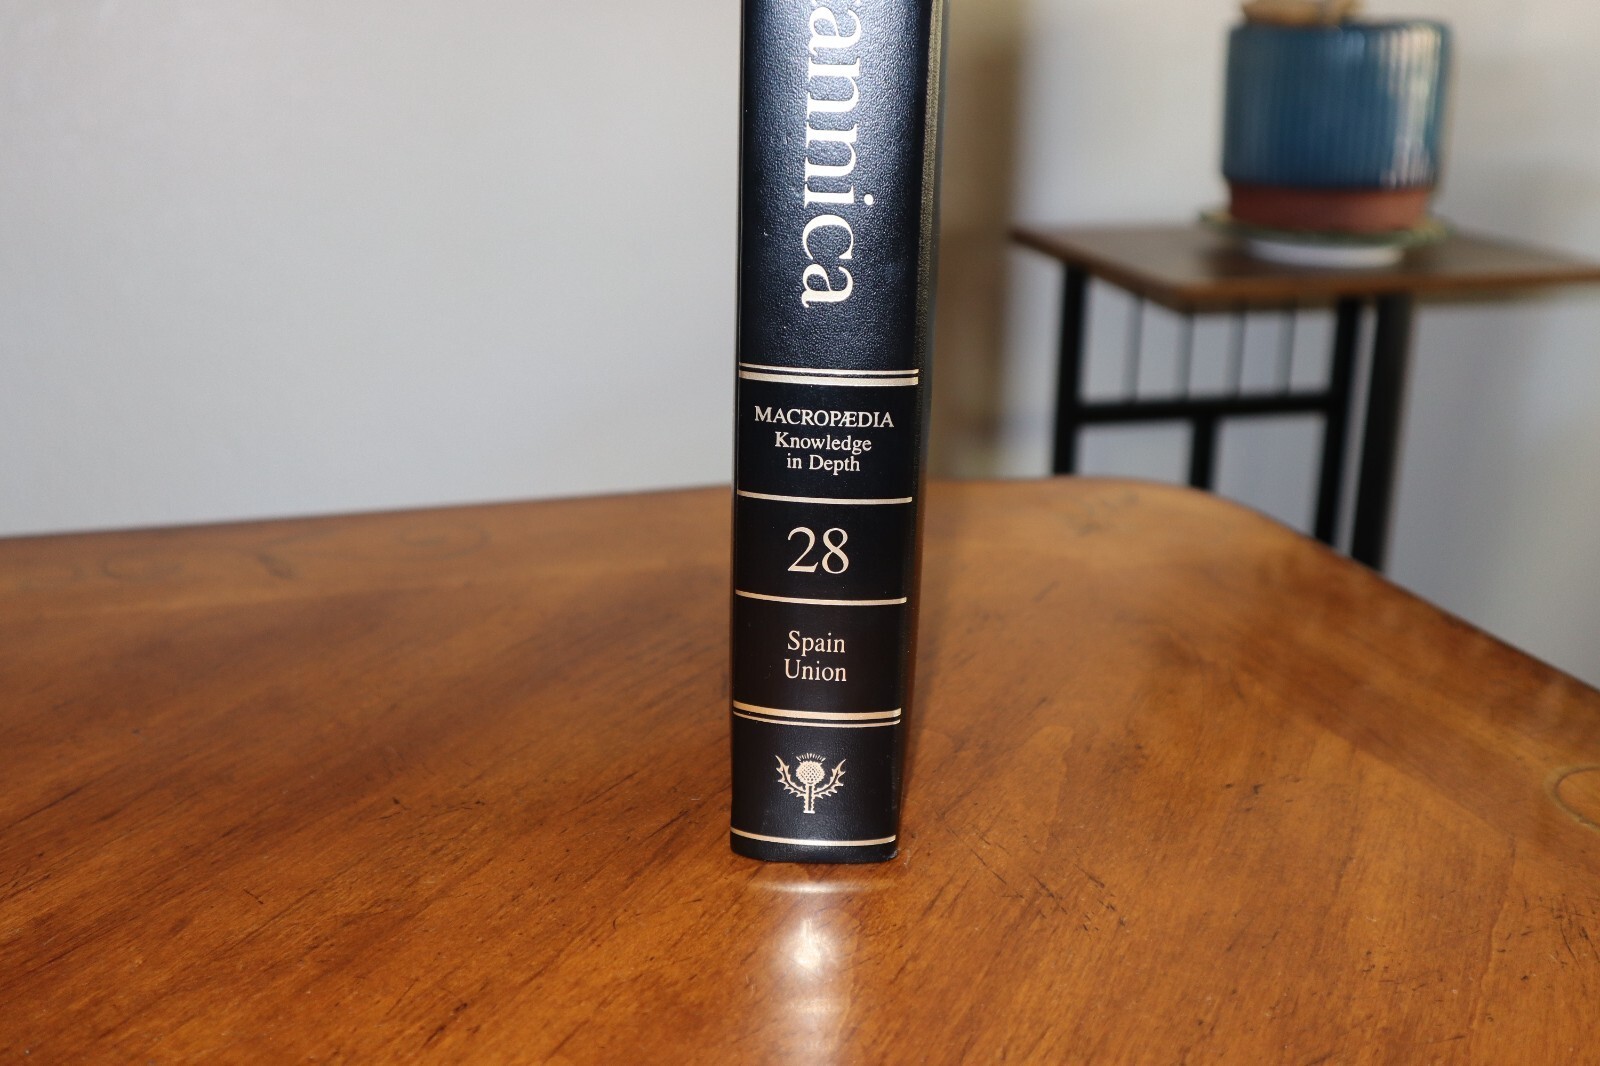 annica
MACROPÆDIA
Knowledge
in Depth
28
Spain
Union